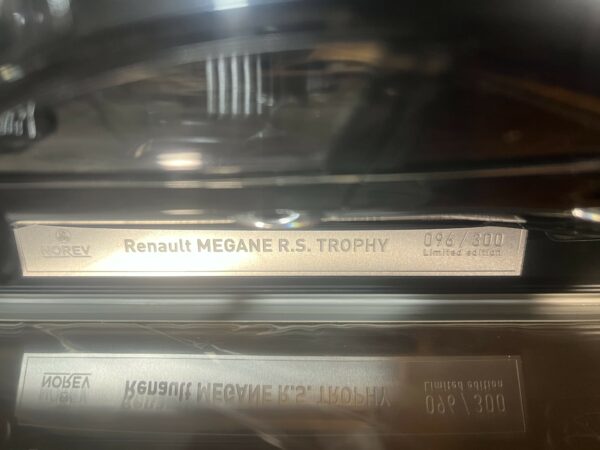 NOREV
Renault MEGANE R.S. TROPHY
096/300
Limited edition